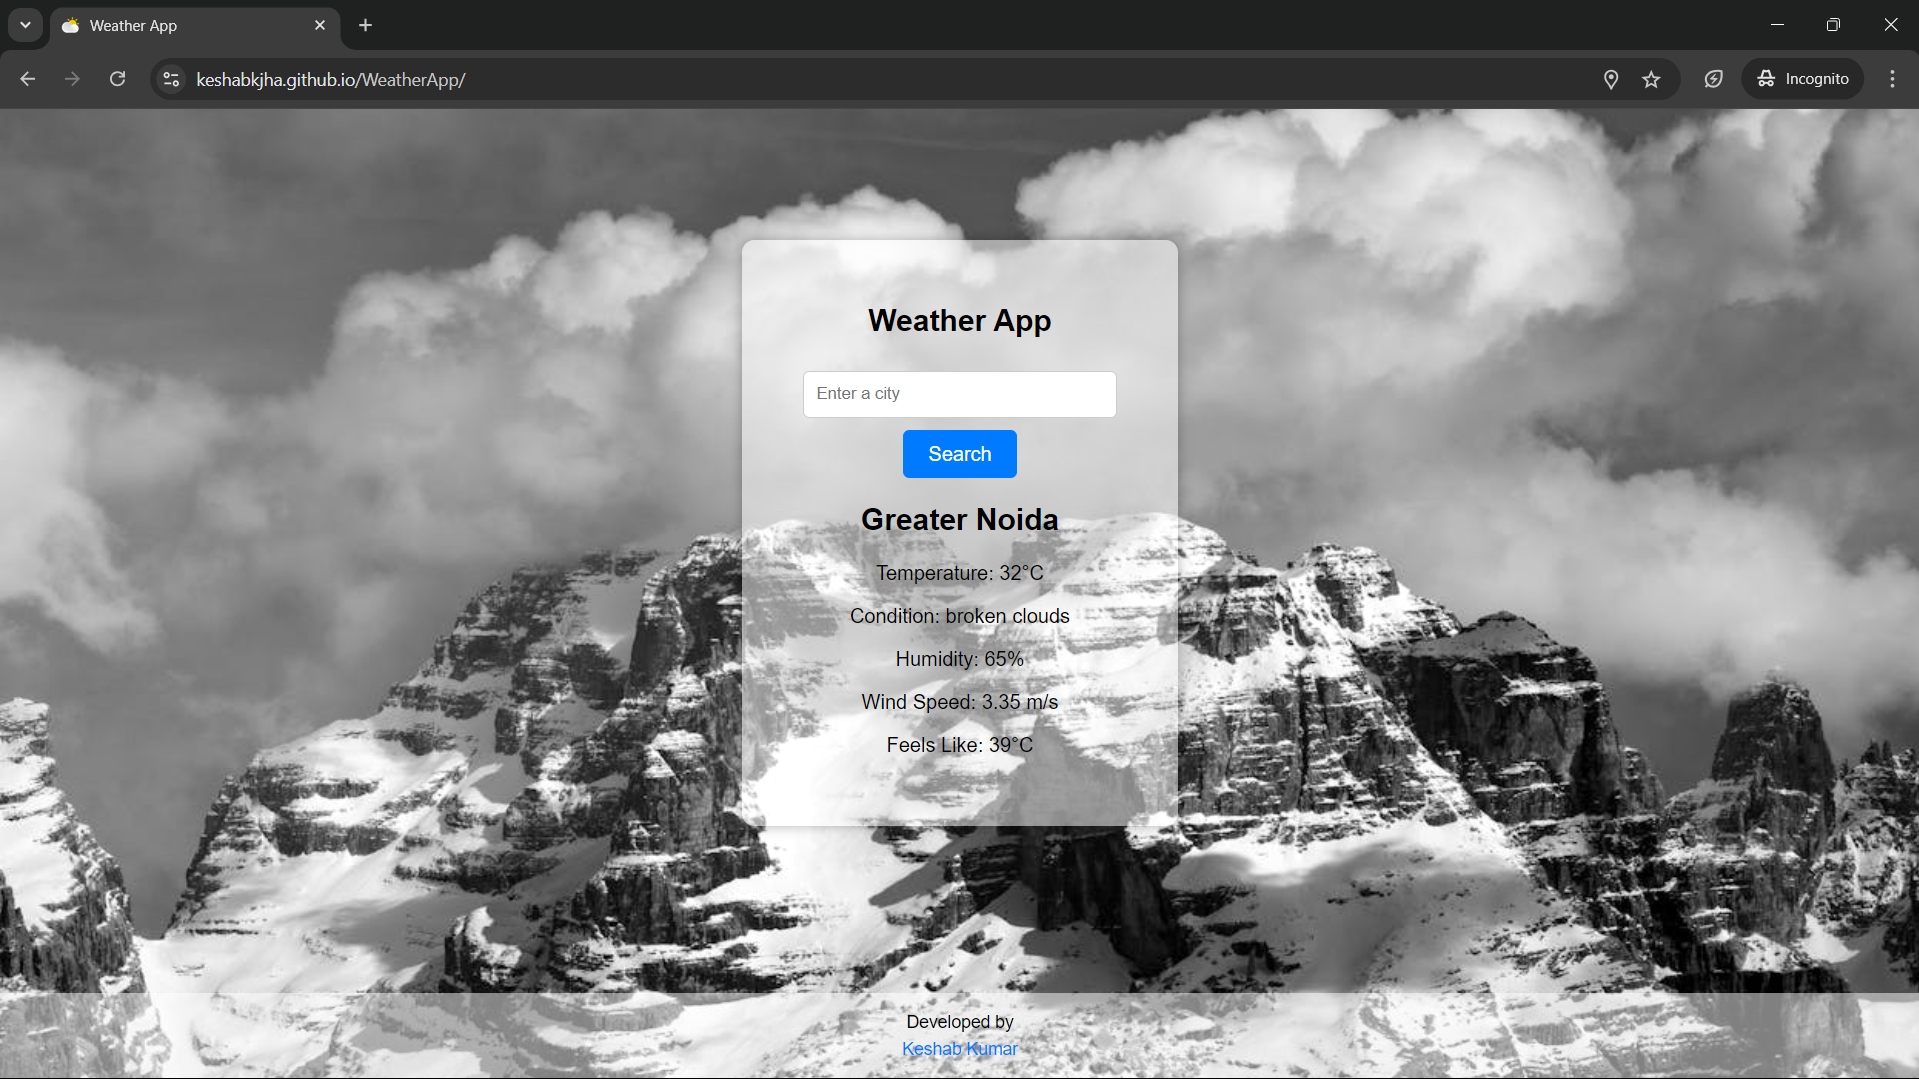 Weather App
keshabkjha.github.io/WeatherApp/
Incognito
Weather App
Enter a city
Search
Greater Noida
Temperature: 32°C
Condition: broken clouds
Humidity: 65%
Wind Speed: 3.35 m/s
Feels Like: 39°C
Developed by
Keshab Kumar